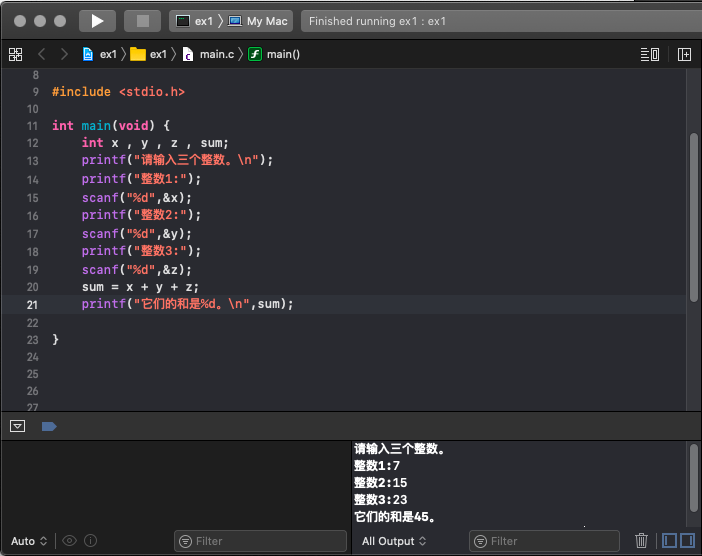 ex1 〉 My Mac
Finished running ex1 : ex1
ex1 〉 ex1 〉 main.c 〉 main()
8
9 #include <stdio.h>
10
11 int main(void) {
12 int x , y , z , sum;
13 printf("请输入三个整数。\n");
14 printf("整数1:");
15 scanf("%d",&x);
16 printf("整数2:");
17 scanf("%d",&y);
18 printf("整数3:");
19 scanf("%d",&z);
20 sum = x + y + z;
21 printf("它们的和是%d。\n",sum);
22
23 }
24
25
26
27
请输入三个整数。
整数1:7
整数2:15
整数3:23
它们的和是45。
Auto
Filter
All Output
Filter